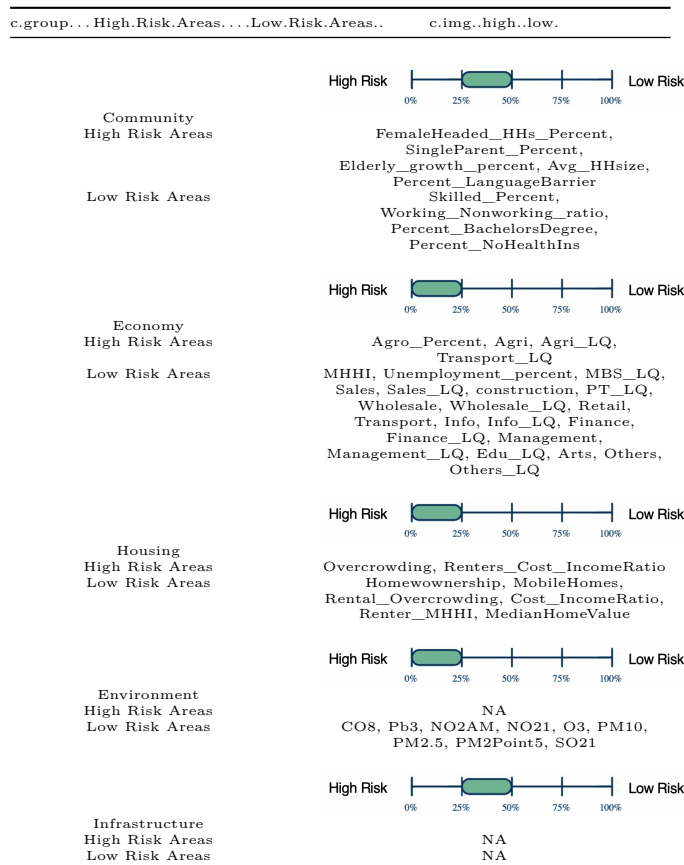 c.group...High.Risk.Areas....Low.Risk.Areas.. c.img..high..low.
High Risk Low Risk
0% 25% 50% 75% 100%
Community
High Risk Areas FemaleHeaded_HHs_Percent,
SingleParent_Percent,
Elderly_growth_percent, Avg_HHsize,
Percent_LanguageBarrier
Low Risk Areas Skilled_Percent,
Working_Nonworking_ratio,
Percent_BachelorsDegree,
Percent_NoHealthIns
High Risk Low Risk
0% 25% 50% 75% 100%
Economy
High Risk Areas Agro_Percent, Agri, Agri_LQ,
Transport_LQ
Low Risk Areas MHHI, Unemployment_percent, MBS_LQ,
Sales, Sales_LQ, construction, PT_LQ,
Wholesale, Wholesale_LQ, Retail,
Transport, Info, Info_LQ, Finance,
Finance_LQ, Management,
Management_LQ, Edu_LQ, Arts, Others,
Others_LQ
High Risk Low Risk
0% 25% 50% 75% 100%
Housing
High Risk Areas Overcrowding, Renters_Cost_IncomeRatio
Low Risk Areas Homewownership, MobileHomes,
Rental_Overcrowding, Cost_IncomeRatio,
Renter_MHHI, MedianHomeValue
High Risk Low Risk
0% 25% 50% 75% 100%
Environment
High Risk Areas NA
Low Risk Areas CO8, Pb3, NO2AM, NO21, O3, PM10,
PM2.5, PM2Point5, SO21
High Risk Low Risk
0% 25% 50% 75% 100%
Infrastructure
High Risk Areas NA
Low Risk Areas NA